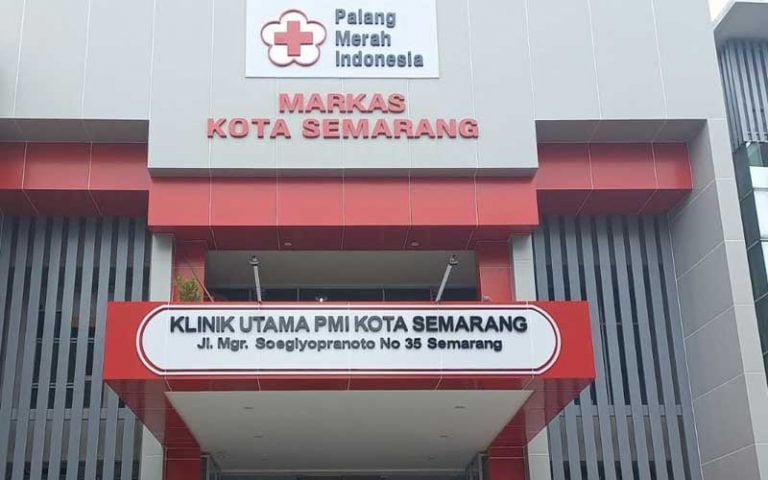 Palang
Merah
Indonesia
MARKAS
KOTA SEMARANG
KLINIK UTAMA PMI KOTA SEMARANG
Jl. Mgr. Soegiyopranoto No 35 Semarang